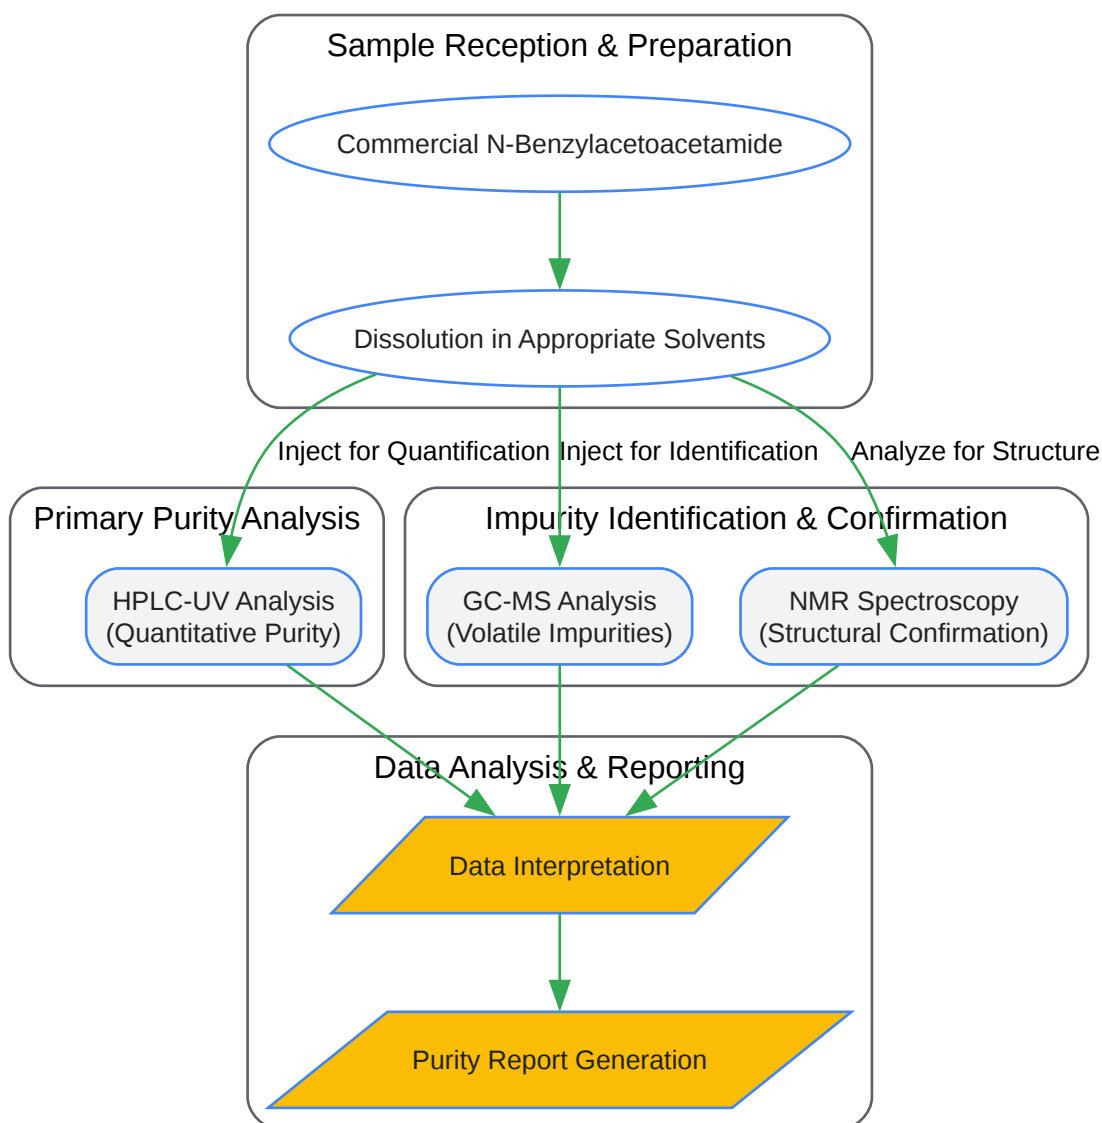 Sample Reception & Preparation
Commercial N-Benzylacetoacetamide
Dissolution in Appropriate Solvents
Inject for Quantification
Inject for Identification
Analyze for Structure
Primary Purity Analysis
Impurity Identification & Confirmation
HPLC-UV Analysis
(Quantitative Purity)
GC-MS Analysis
(Volatile Impurities)
NMR Spectroscopy
(Structural Confirmation)
Data Analysis & Reporting
Data Interpretation
Purity Report Generation